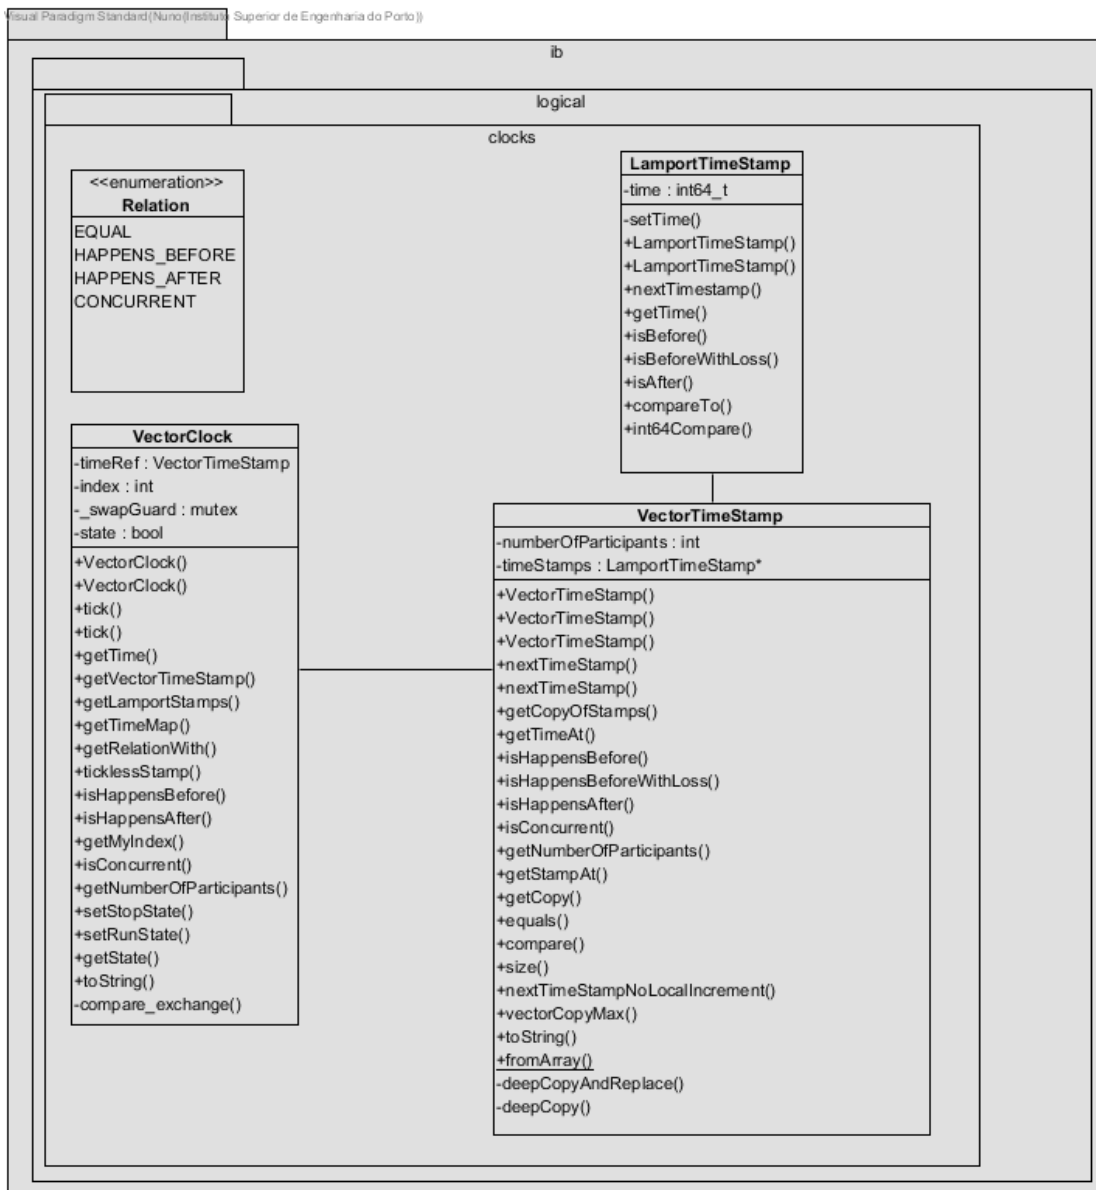 Visual Paradigm Standard(Nuno(Instituto Superior de Engenharia do Porto))
ib
logical
clocks
<<enumeration>>
Relation
EQUAL
HAPPENS_BEFORE
HAPPENS_AFTER
CONCURRENT
LamportTimeStamp
-time : int64_t
-setTime()
+LamportTimeStamp()
+LamportTimeStamp()
+nextTimestamp()
+getTime()
+isBefore()
+isBeforeWithLoss()
+isAfter()
+compareTo()
+int64Compare()
VectorClock
-timeRef : VectorTimeStamp
-index : int
-_swapGuard : mutex
-state : bool
+VectorClock()
+VectorClock()
+tick()
+tick()
+getTime()
+getVectorTimeStamp()
+getLamportStamps()
+getTimeMap()
+getRelationWith()
+ticklessStamp()
+isHappensBefore()
+isHappensAfter()
+getMyIndex()
+isConcurrent()
+getNumberOfParticipants()
+setStopState()
+setRunState()
+getState()
+toString()
-compare_exchange()
VectorTimeStamp
-numberOfParticipants : int
-timeStamps : LamportTimeStamp*
+VectorTimeStamp()
+VectorTimeStamp()
+VectorTimeStamp()
+nextTimeStamp()
+nextTimeStamp()
+getCopyOfStamps()
+getTimeAt()
+isHappensBefore()
+isHappensBeforeWithLoss()
+isHappensAfter()
+isConcurrent()
+getNumberOfParticipants()
+getStampAt()
+getCopy()
+equals()
+compare()
+size()
+nextTimeStampNoLocalIncrement()
+vectorCopyMax()
+toString()
+fromArray()
-deepCopyAndReplace()
-deepCopy()